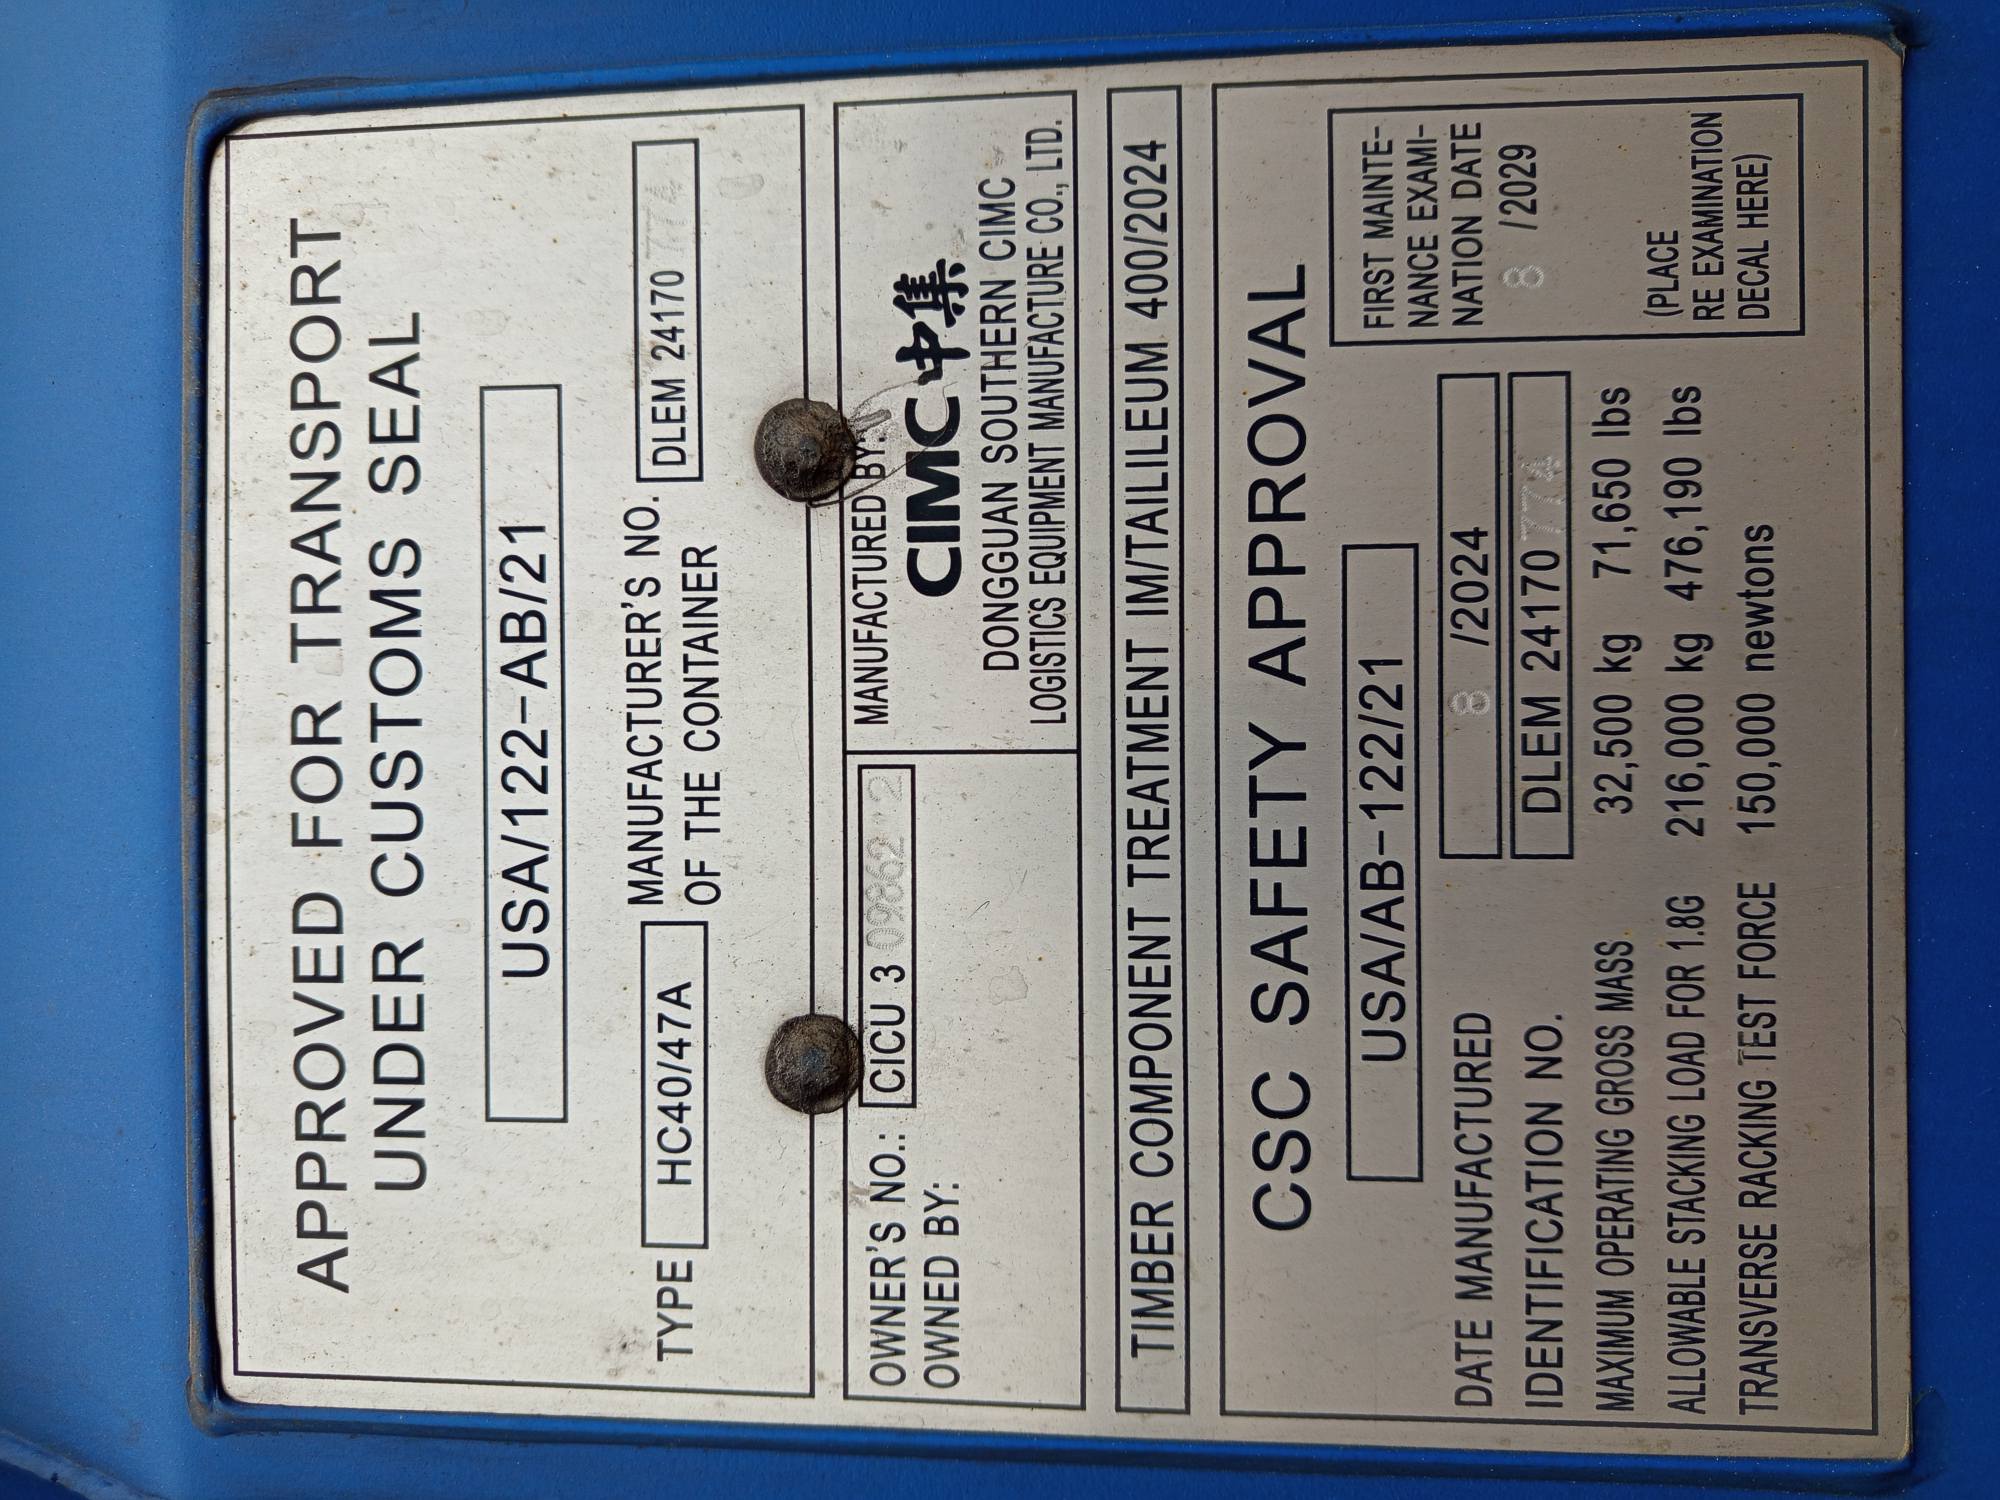 APPROVED FOR TRANSPORT
UNDER CUSTOMS SEAL
USA/122-AB/21
TYPE HC40/47A MANUFACTURER'S NO. OF THE CONTAINER DLEM 24170 774
OWNER'S NO.: CICU 3 09862 2
OWNED BY:
MANUFACTURED BY:
CIMC 中集
DONGGUAN SOUTHERN CIMC
LOGISTICS EQUIPMENT MANUFACTURE CO., LTD.
TIMBER COMPONENT TREATMENT IM/TAILILEUM 400/2024
CSC SAFETY APPROVAL
USA/AB-122/21
DATE MANUFACTURED 8 /2024
IDENTIFICATION NO. DLEM 24170 774
MAXIMUM OPERATING GROSS MASS 32,500 kg 71,650 lbs
ALLOWABLE STACKING LOAD FOR 1.8G 216,000 kg 476,190 lbs
TRANSVERSE RACKING TEST FORCE 150,000 newtons
FIRST MAINTE-
NANCE EXAMI-
NATION DATE
8 /2029
(PLACE
RE EXAMINATION
DECAL HERE)